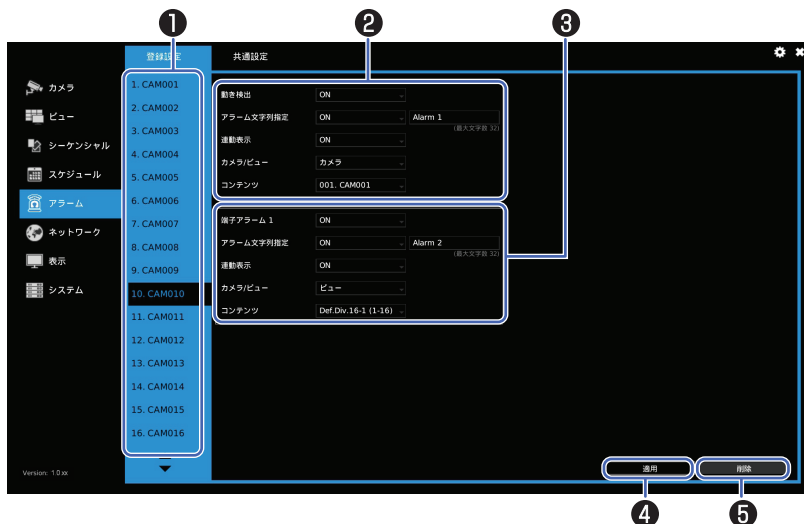 ❶ ❷ ❸
登録設定 共通設定
カメラ
ビュー
シーケンシャル
スケジュール
アラーム
ネットワーク
表示
システム
Version: 1.0.xx
1. CAM001
2. CAM002
3. CAM003
4. CAM004
5. CAM005
6. CAM006
7. CAM007
8. CAM008
9. CAM009
10. CAM010
11. CAM011
12. CAM012
13. CAM013
14. CAM014
15. CAM015
16. CAM016
動き検出 ON
アラーム文字列指定 ON Alarm 1
(最大文字数 32)
連動表示 ON
カメラ/ビュー カメラ
コンテンツ 001. CAM001
端子アラーム 1 ON
アラーム文字列指定 ON Alarm 2
(最大文字数 32)
連動表示 ON
カメラ/ビュー ビュー
コンテンツ Def.Div.16-1 (1-16)
適用 削除
❹ ❺